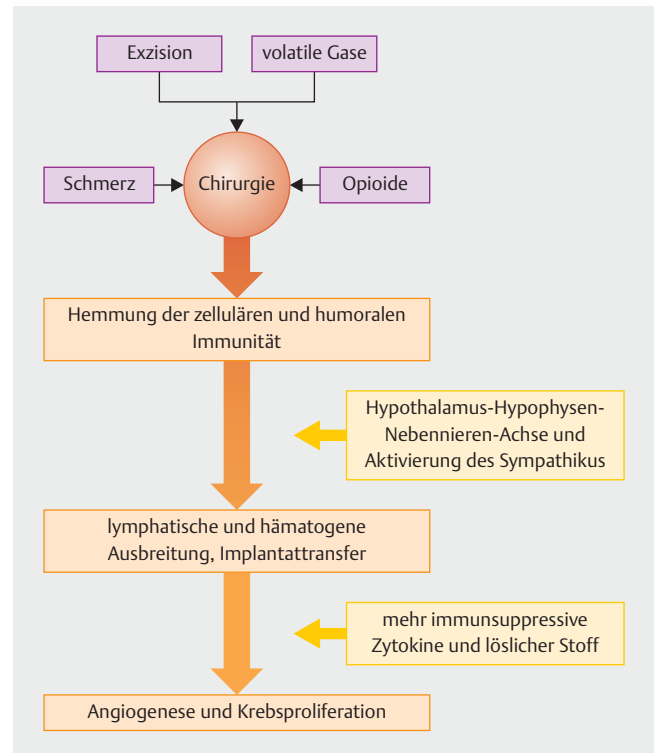 Exzision
volatile Gase
Schmerz
Chirurgie
Opioide
Hemmung der zellulären und humoralen
Immunität
Hypothalamus-Hypophysen-
Nebennieren-Achse und
Aktivierung des Sympathikus
lymphatische und hämatogene
Ausbreitung, Implantattransfer
mehr immunsuppressive
Zytokine und löslicher Stoff
Angiogenese und Krebsproliferation